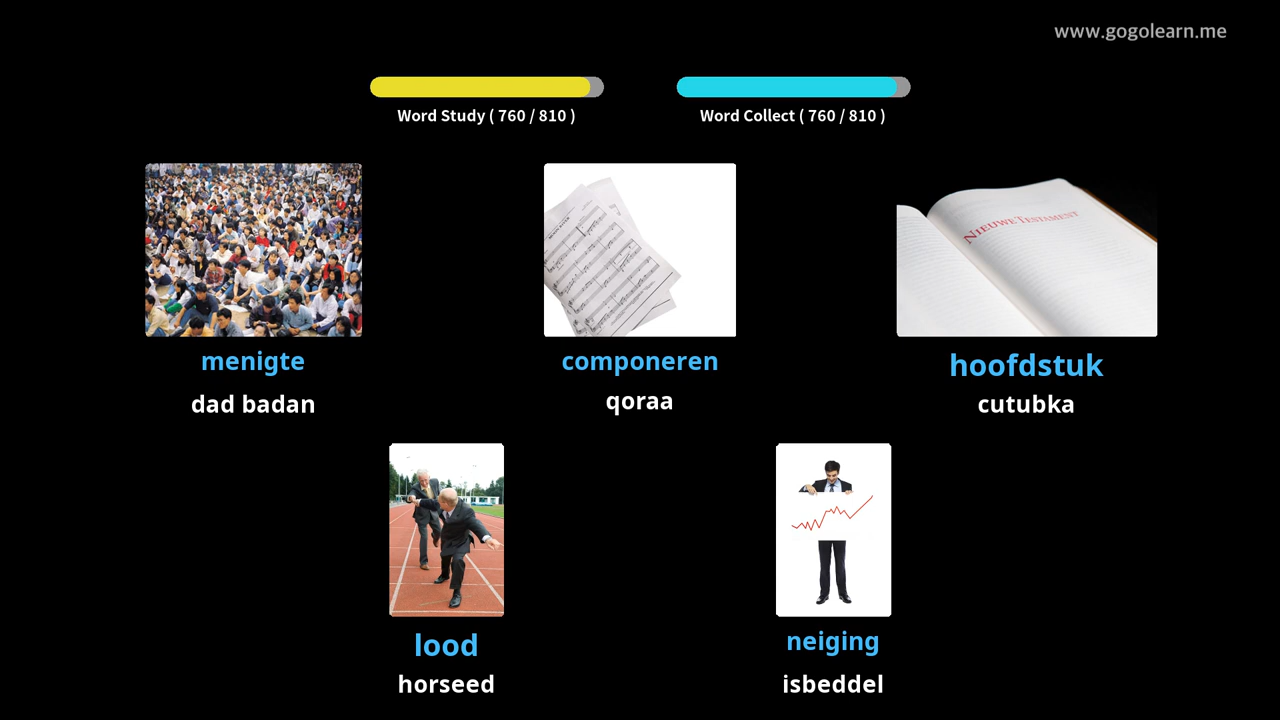 www.gogolearn.me
Word Study ( 760 / 810 )
Word Collect ( 760 / 810 )
NIEUWE TESTAMENT
menigte
componeren
hoofdstuk
dad badan
qoraa
cutubka
lood
neiging
horseed
isbeddel